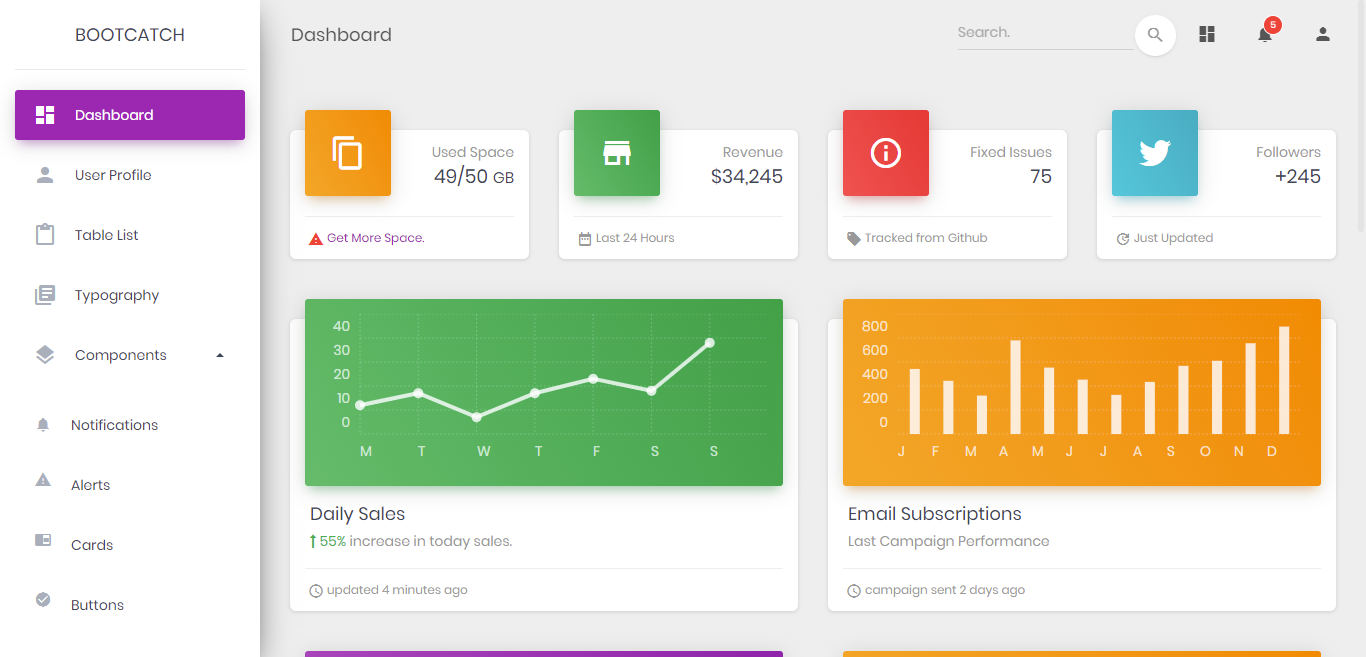 BOOTCATCH
Dashboard
User Profile
Table List
Typography
Components
Notifications
Alerts
Cards
Buttons
Dashboard
Search.
5
Used Space
49/50 GB
Get More Space.
Revenue
$34,245
Last 24 Hours
Fixed Issues
75
Tracked from Github
Followers
+245
Just Updated
40
30
20
10
0
M T W T F S S
Daily Sales
55% increase in today sales.
updated 4 minutes ago
800
600
400
200
0
J F M A M J J A S O N D
Email Subscriptions
Last Campaign Performance
campaign sent 2 days ago